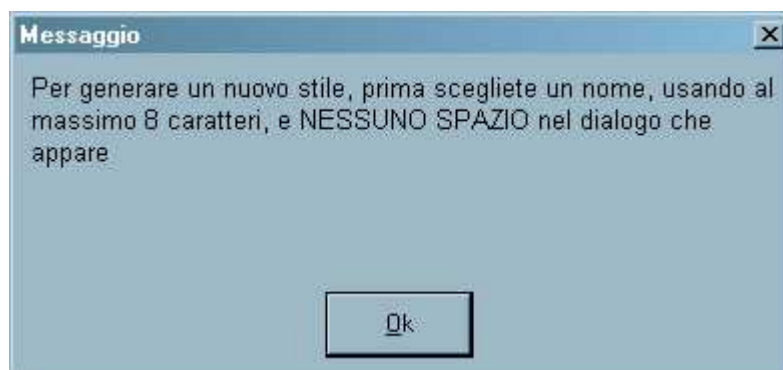 Messaggio
Per generare un nuovo stile, prima scegliete un nome, usando al
massimo 8 caratteri, e NESSUNO SPAZIO nel dialogo che
appare
Ok